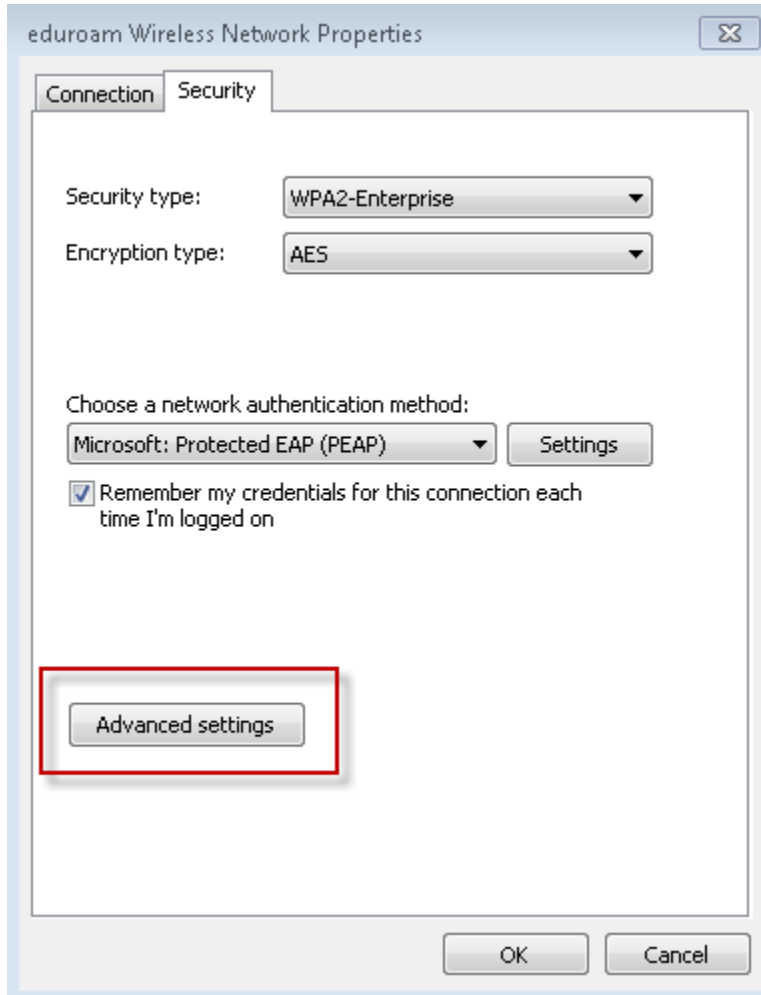 eduroam Wireless Network Properties
Connection Security
Security type: WPA2-Enterprise
Encryption type: AES
Choose a network authentication method:
Microsoft: Protected EAP (PEAP) Settings
Remember my credentials for this connection each
time I'm logged on
Advanced settings
OK Cancel